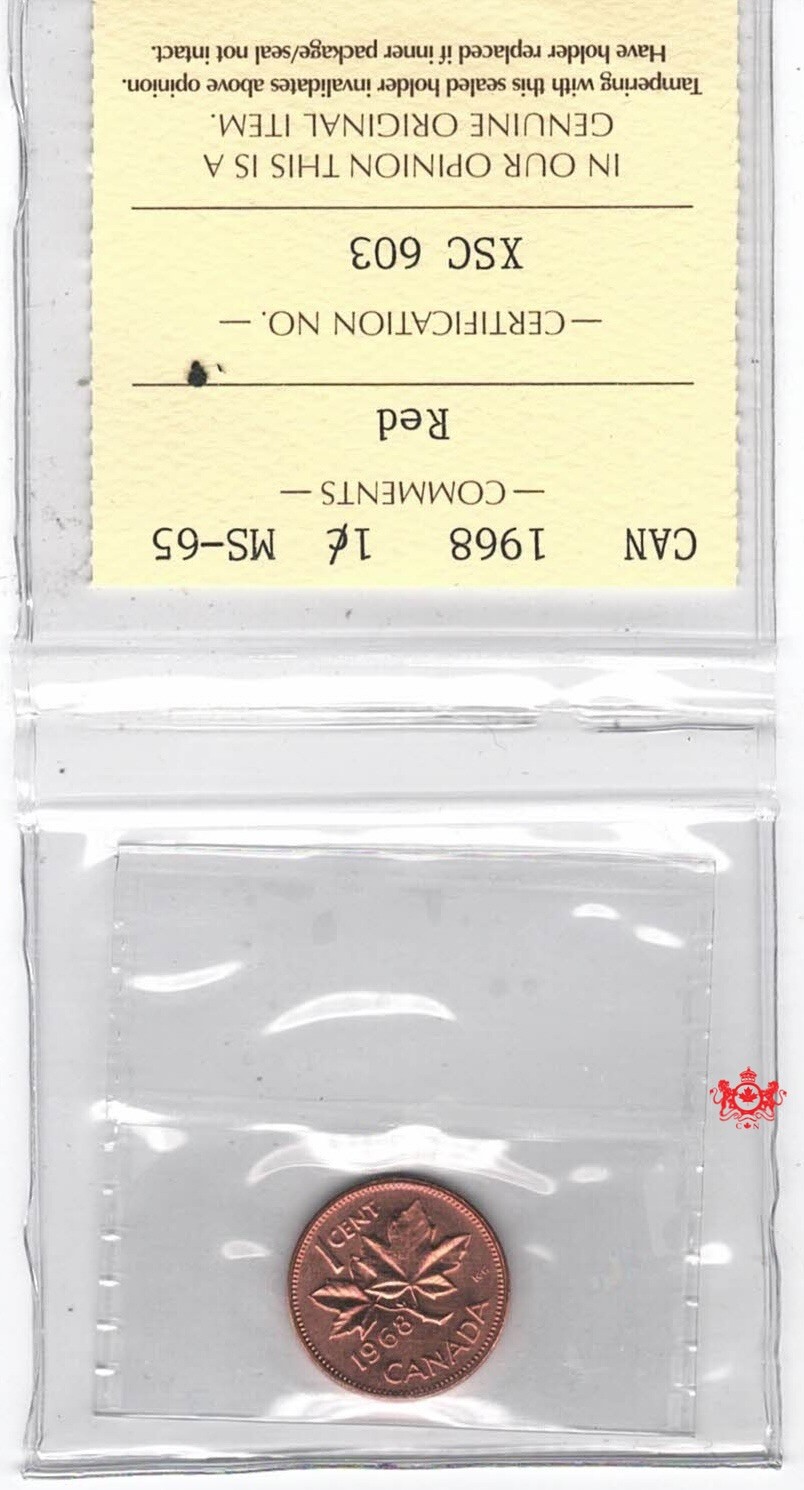 CAN 1968 1¢ MS-65
— COMMENTS —
Red
— CERTIFICATION NO. —
XSC 603
IN OUR OPINION THIS IS A
GENUINE ORIGINAL ITEM.
Tampering with this sealed holder invalidates above opinion.
Have holder replaced if inner package/seal not intact.
1 CENT
1968
CANADA
C N